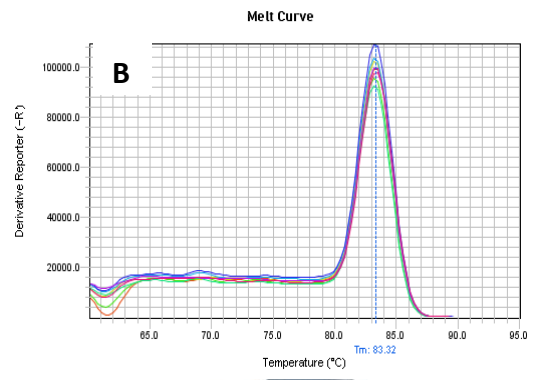 Melt Curve
B
Derivative Reporter (-R')
100000.0
80000.0
60000.0
40000.0
20000.0
65.0 70.0 75.0 80.0 85.0 90.0 95.0
Tm: 83.32
Temperature (°C)